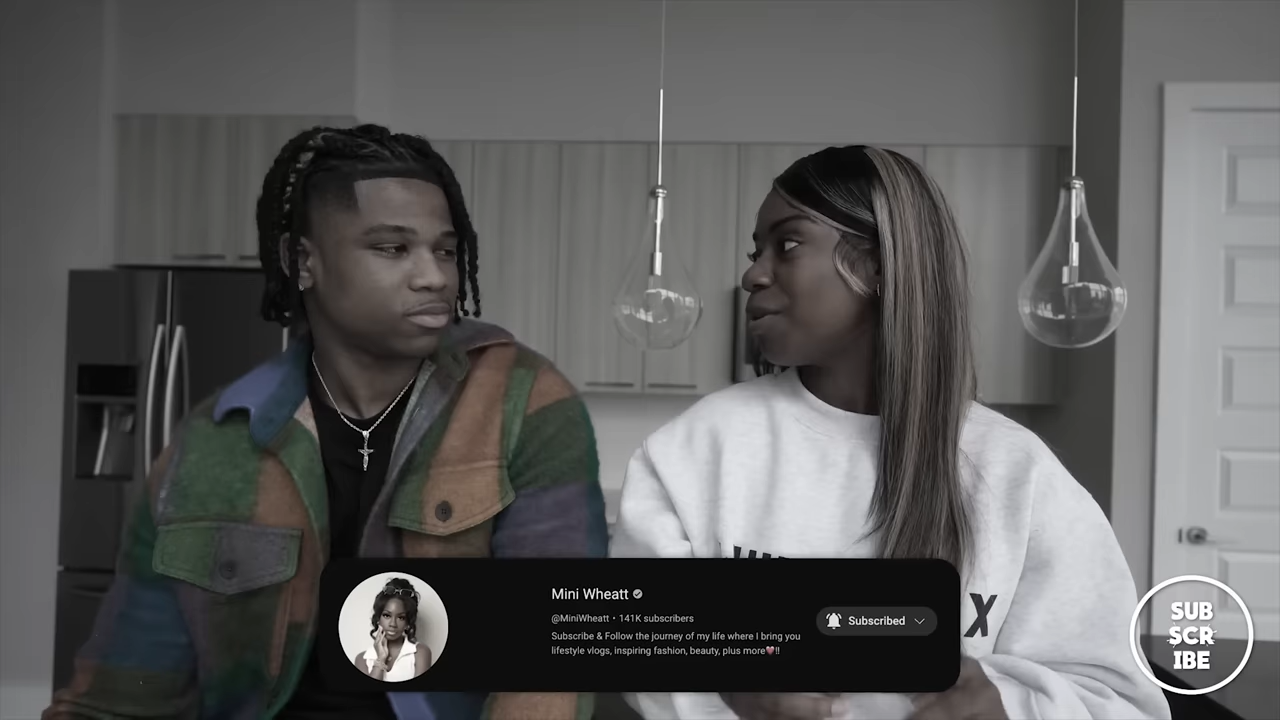 Mini Wheatt
@MiniWheatt • 141K subscribers
Subscribe & Follow the journey of my life where I bring you
lifestyle vlogs, inspiring fashion, beauty, plus more💗!!
Subscribed
X
SUB
SCR
IBE